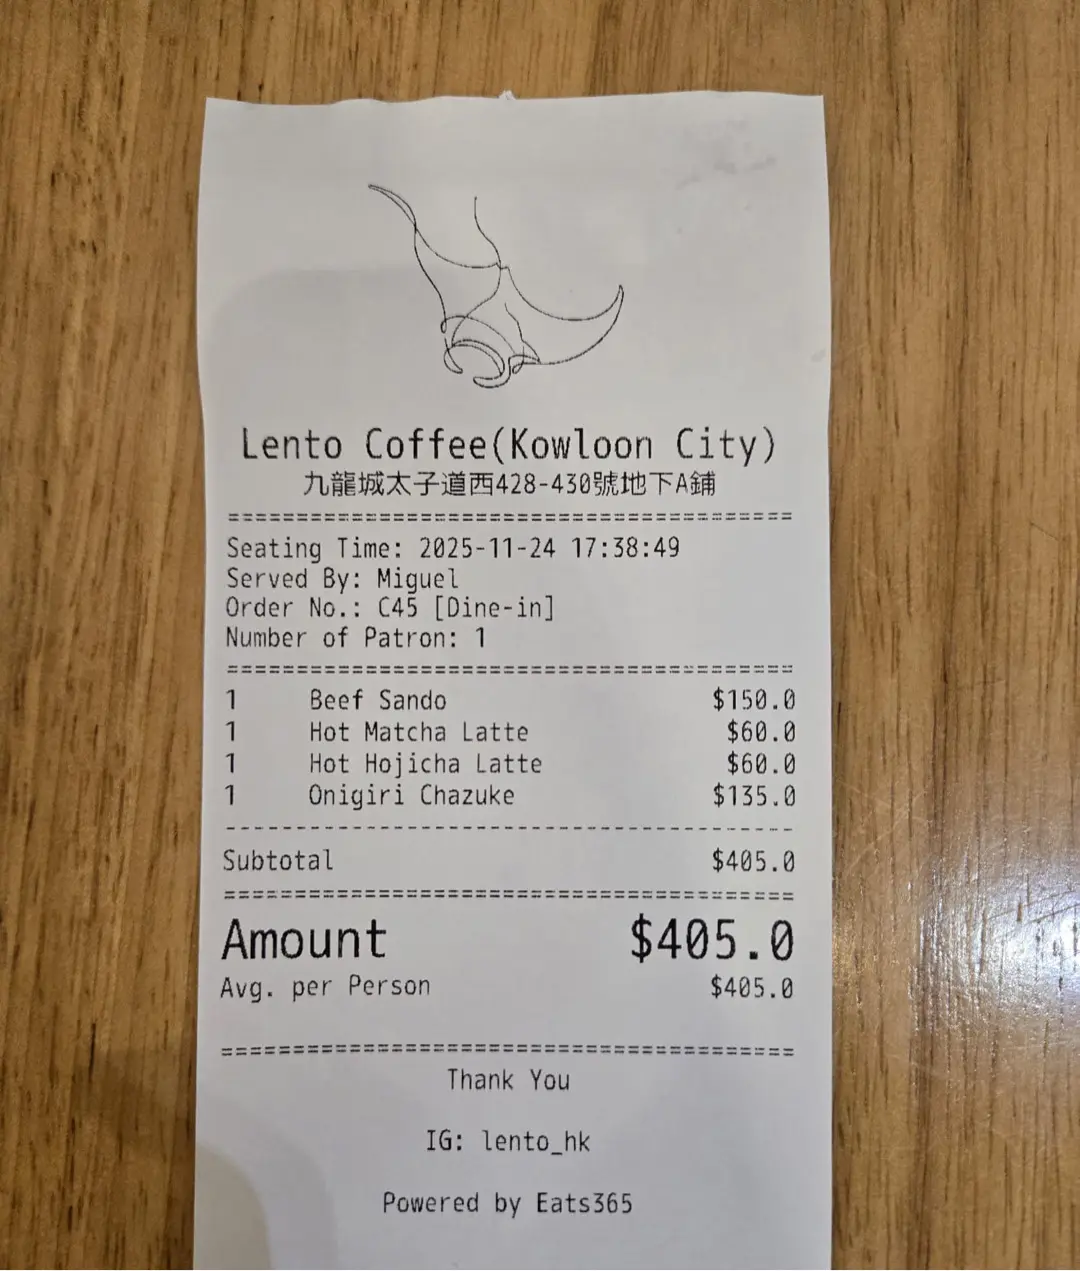 Lento Coffee(Kowloon City)
九龍城太子道西428-430號地下A鋪
=========================================
Seating Time: 2025-11-24 17:38:49
Served By: Miguel
Order No.: C45 [Dine-in]
Number of Patron: 1
=========================================
1 Beef Sando $150.0
1 Hot Matcha Latte $60.0
1 Hot Hojicha Latte $60.0
1 Onigiri Chazuke $135.0
-----------------------------------------
Subtotal $405.0
=========================================
Amount $405.0
Avg. per Person $405.0
=========================================
Thank You
IG: lento_hk
Powered by Eats365